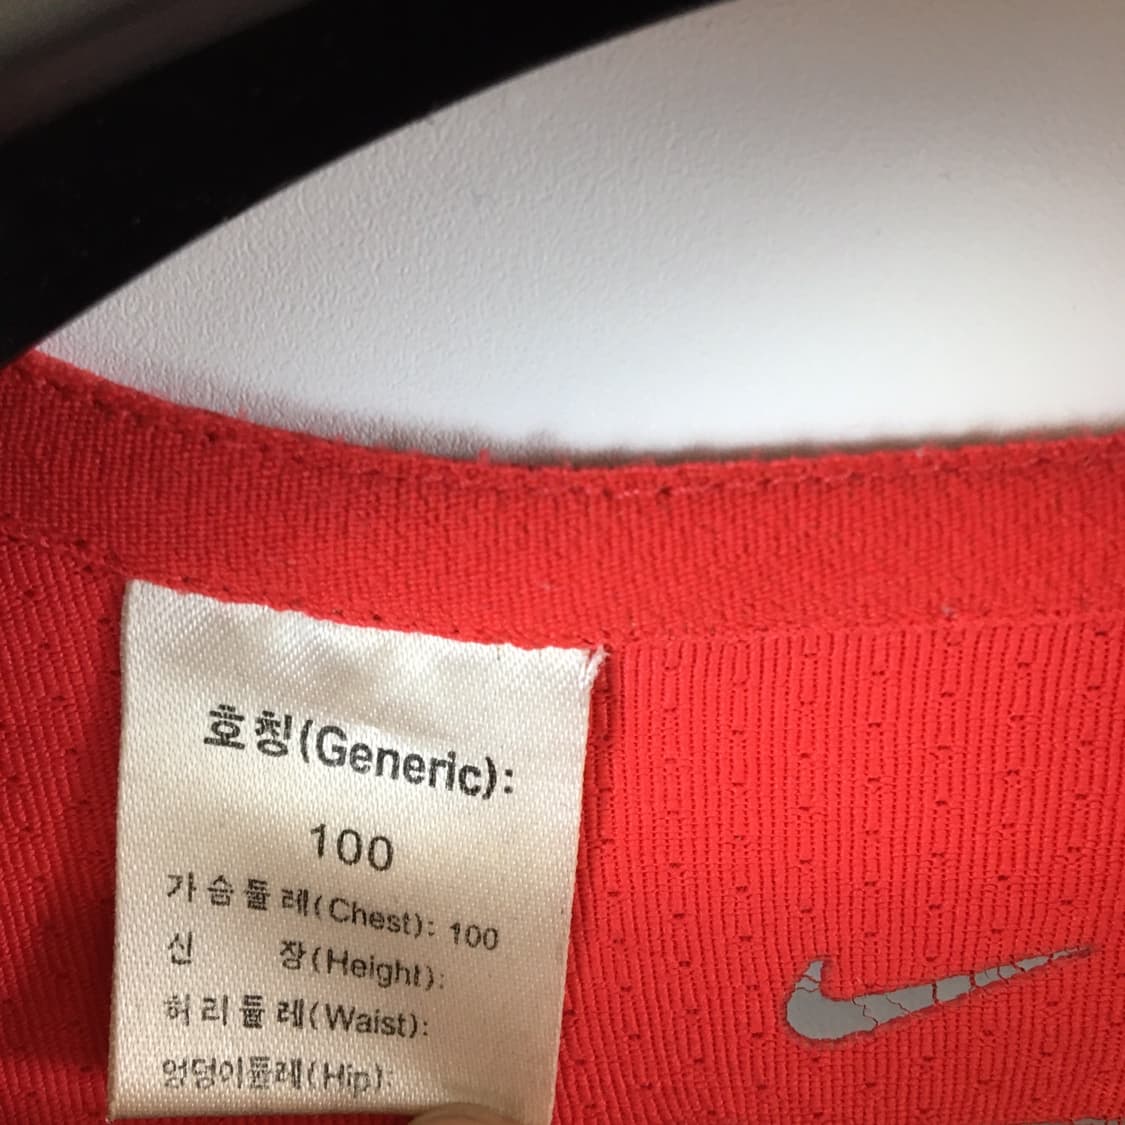 호칭(Generic):
100
가슴둘레(Chest): 100
신 장(Height):
허리둘레(Waist):
엉덩이둘레(Hip):